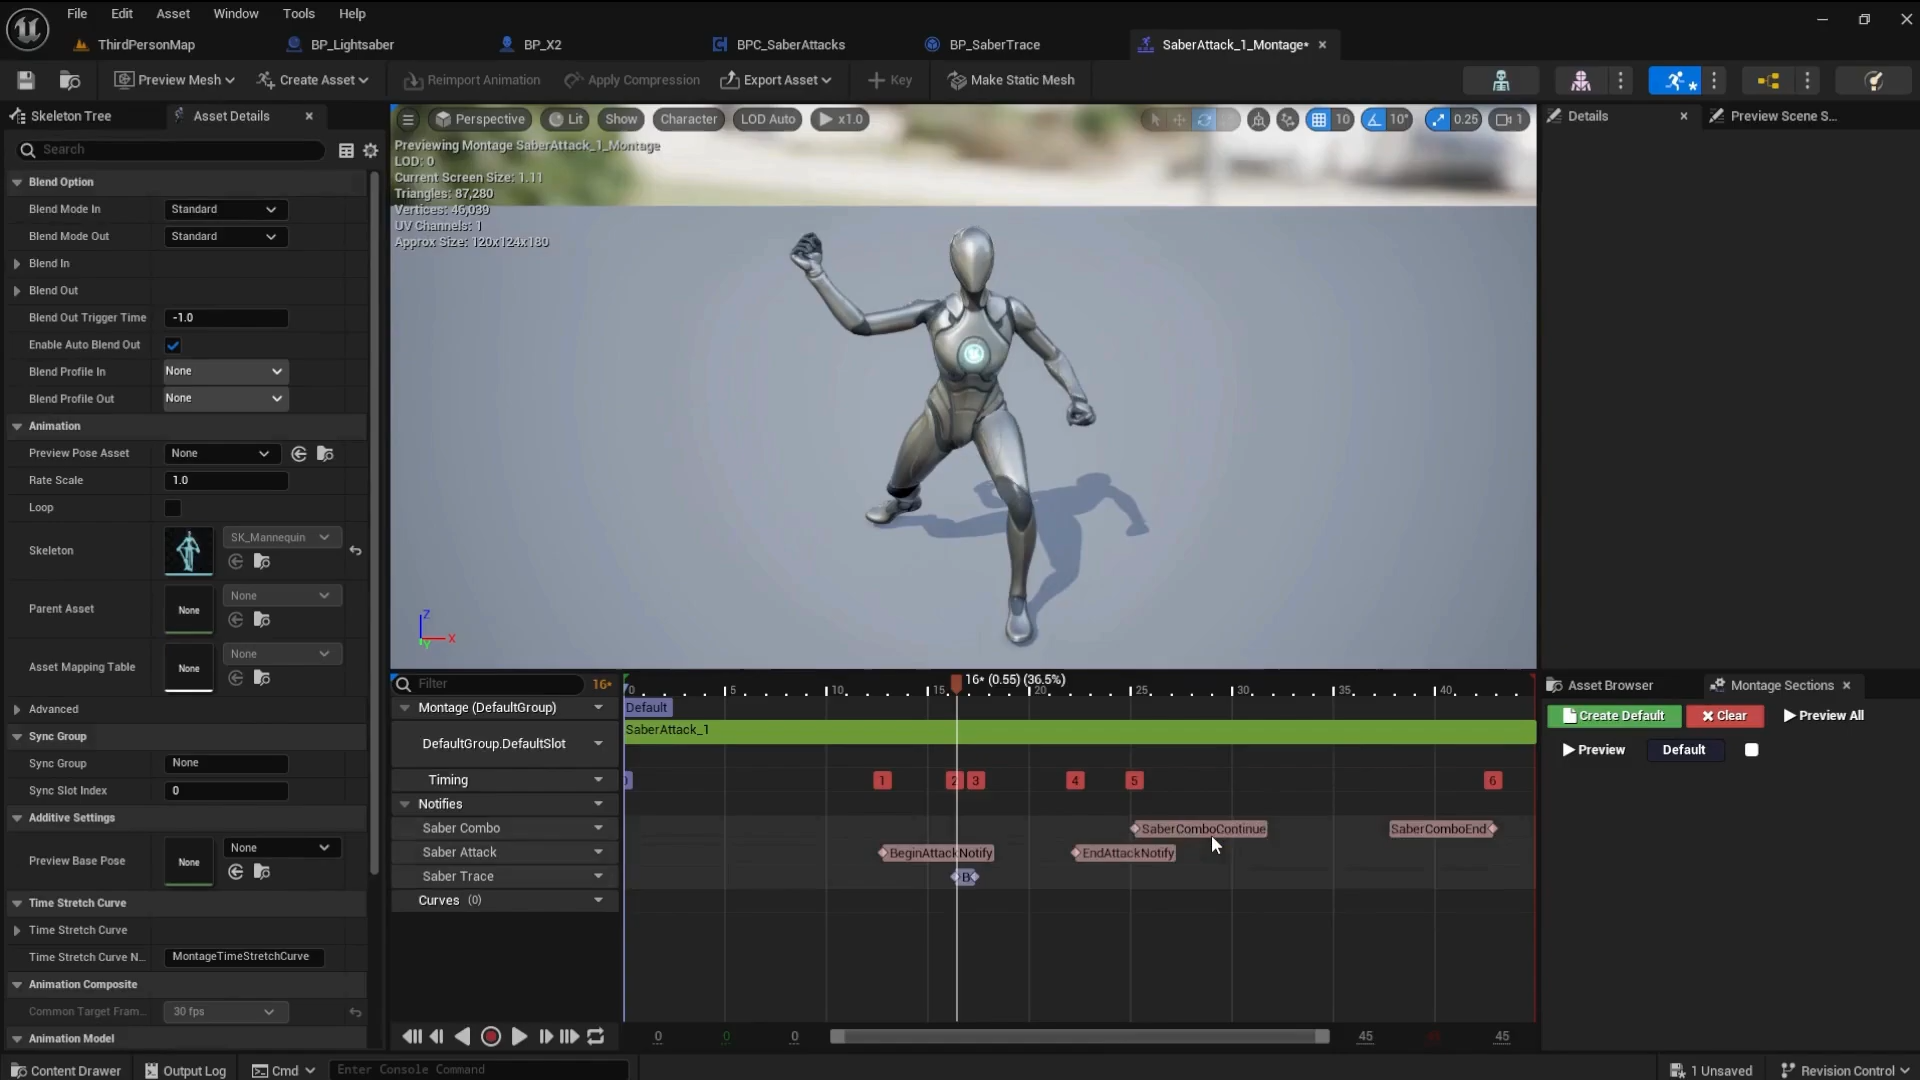 File Edit Asset Window Tools Help
ThirdPersonMap BP_Lightsaber BP_X2 BPC_SaberAttacks BP_SaberTrace SaberAttack_1_Montage*
Preview Mesh Create Asset Reimport Animation Apply Compression Export Asset Key Make Static Mesh
Skeleton Tree Asset Details
Search
Blend Option
Blend Mode In Standard
Blend Mode Out Standard
Blend In
Blend Out
Blend Out Trigger Time -1.0
Enable Auto Blend Out
Blend Profile In None
Blend Profile Out None
Animation
Preview Pose Asset None
Rate Scale 1.0
Loop
Skeleton SK_Mannequin
Parent Asset None None
Asset Mapping Table None None
Advanced
Sync Group
Sync Group None
Sync Slot Index 0
Additive Settings
Preview Base Pose None None
Time Stretch Curve
Time Stretch Curve
Time Stretch Curve N... MontageTimeStretchCurve
Animation Composite
Common Target Fram... 30 fps
Animation Model
Perspective Lit Show Character LOD Auto x1.0 10 10° 0.25 1
Previewing Montage SaberAttack_1_Montage
LOD: 0
Current Screen Size: 1.11
Triangles: 87,280
Vertices: 46,039
UV Channels: 1
Approx Size: 120x124x180
Z
X
Y
Filter 16*
16* (0.55) (36.5%)
0 5 10 15 20 25 30 35 40
Montage (DefaultGroup) Default
DefaultGroup.DefaultSlot SaberAttack_1
Timing 1 2 3 4 5 6
Notifies
Saber Combo SaberComboContinue SaberComboEnd
Saber Attack BeginAttackNotify EndAttackNotify
Saber Trace B
Curves (0)
0 0 0 45 45
Details Preview Scene S...
Asset Browser Montage Sections
Create Default Clear Preview All
Preview Default
Content Drawer Output Log Cmd Enter Console Command 1 Unsaved Revision Control